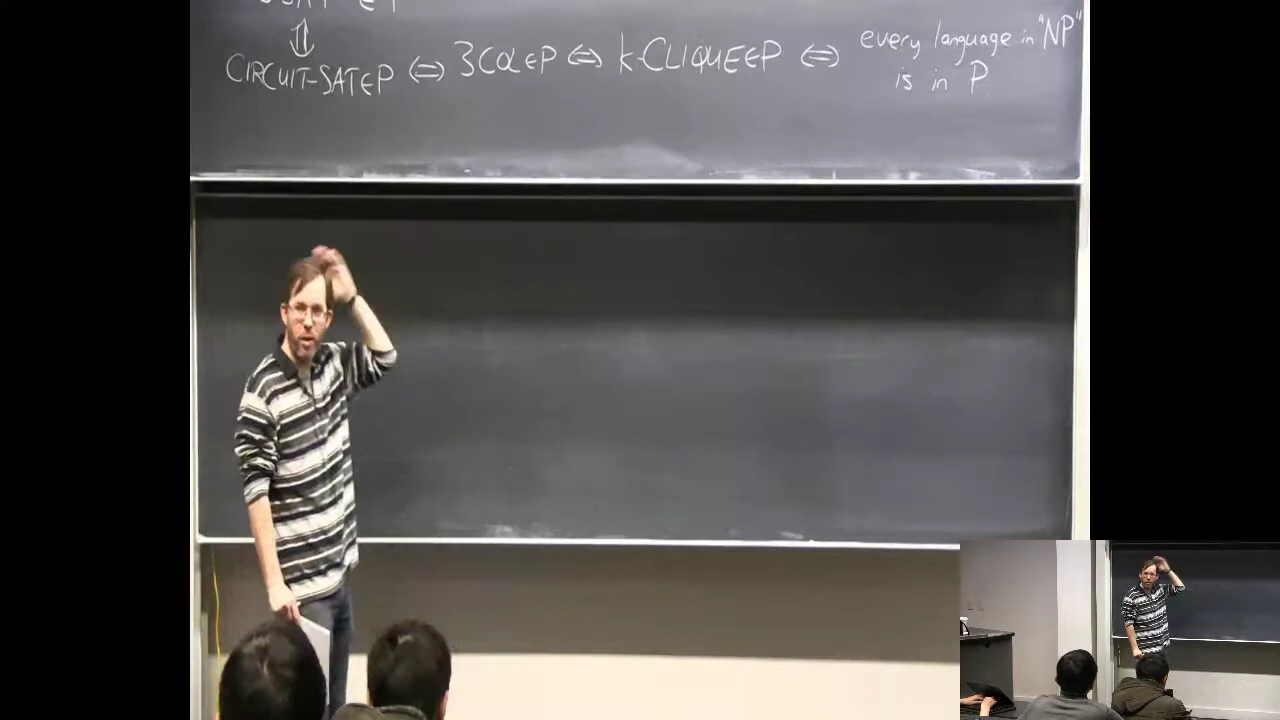 ⇕
CIRCUIT-SAT∈P ⇔ 3COL∈P ⇔ k-CLIQUE∈P ⇔ every language in "NP"
is in P